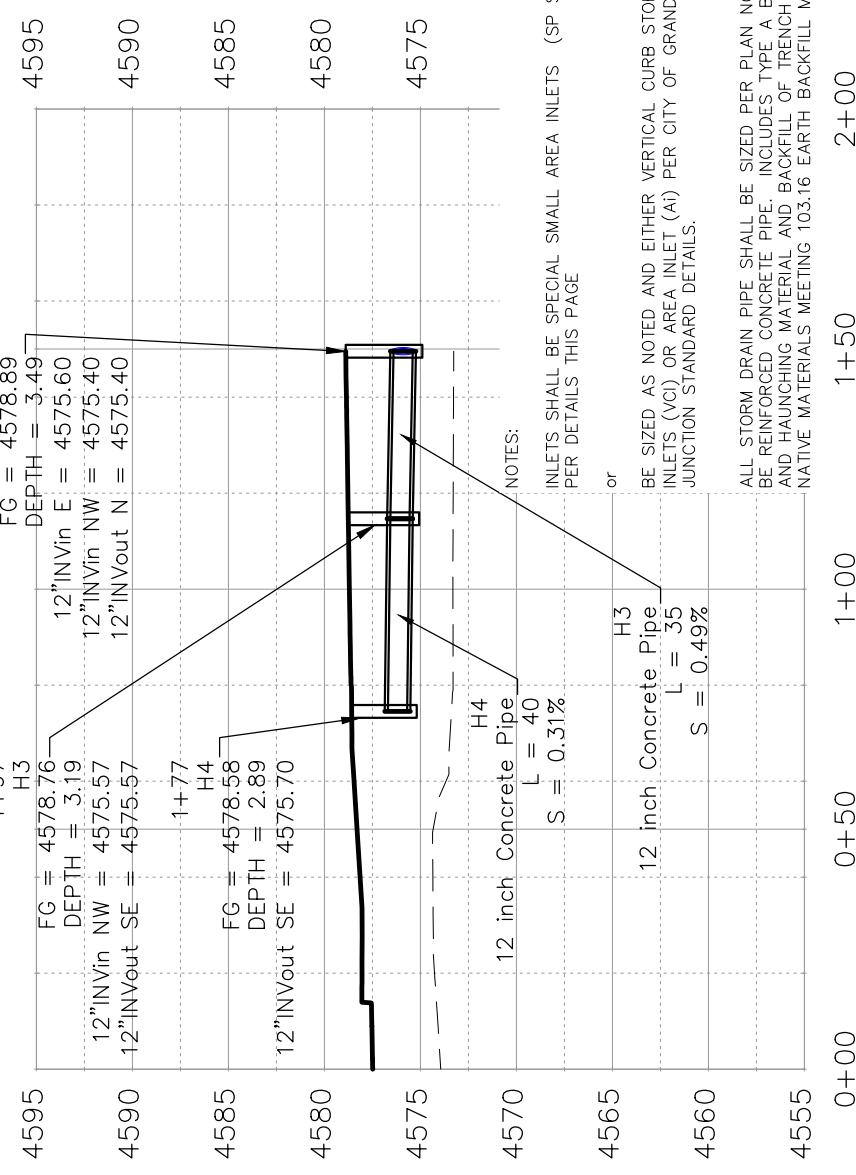 4595
4590
4585
4580
4575
FG = 4578.89
DEPTH = 3.49
12"INVin E = 4575.60
12"INVin NW = 4575.40
12"INVout N = 4575.40
H3
FG = 4578.76
DEPTH = 3.19
12"INVin NW = 4575.57
12"INVout SE = 4575.57
1+77
H4
FG = 4578.58
DEPTH = 2.89
12"INVout SE = 4575.70
H4
12 inch Concrete Pipe
L = 40
S = 0.31%
H3
12 inch Concrete Pipe
L = 35
S = 0.49%
NOTES:
INLETS SHALL BE SPECIAL SMALL AREA INLETS (SP
PER DETAILS THIS PAGE
or
BE SIZED AS NOTED AND EITHER VERTICAL CURB
INLETS (VCI) OR AREA INLET (Ai) PER CITY OF GRAND
JUNCTION STANDARD DETAILS.
ALL STORM DRAIN PIPE SHALL BE SIZED PER PLAN
BE REINFORCED CONCRETE PIPE. INCLUDES TYPE A
AND HAUNCHING MATERIAL AND BACKFILL OF TRENCH
NATIVE MATERIALS MEETING 103.16 EARTH BACKFILL
4595
4590
4585
4580
4575
4570
4565
4560
4555
0+00
0+50
1+00
1+50
2+00